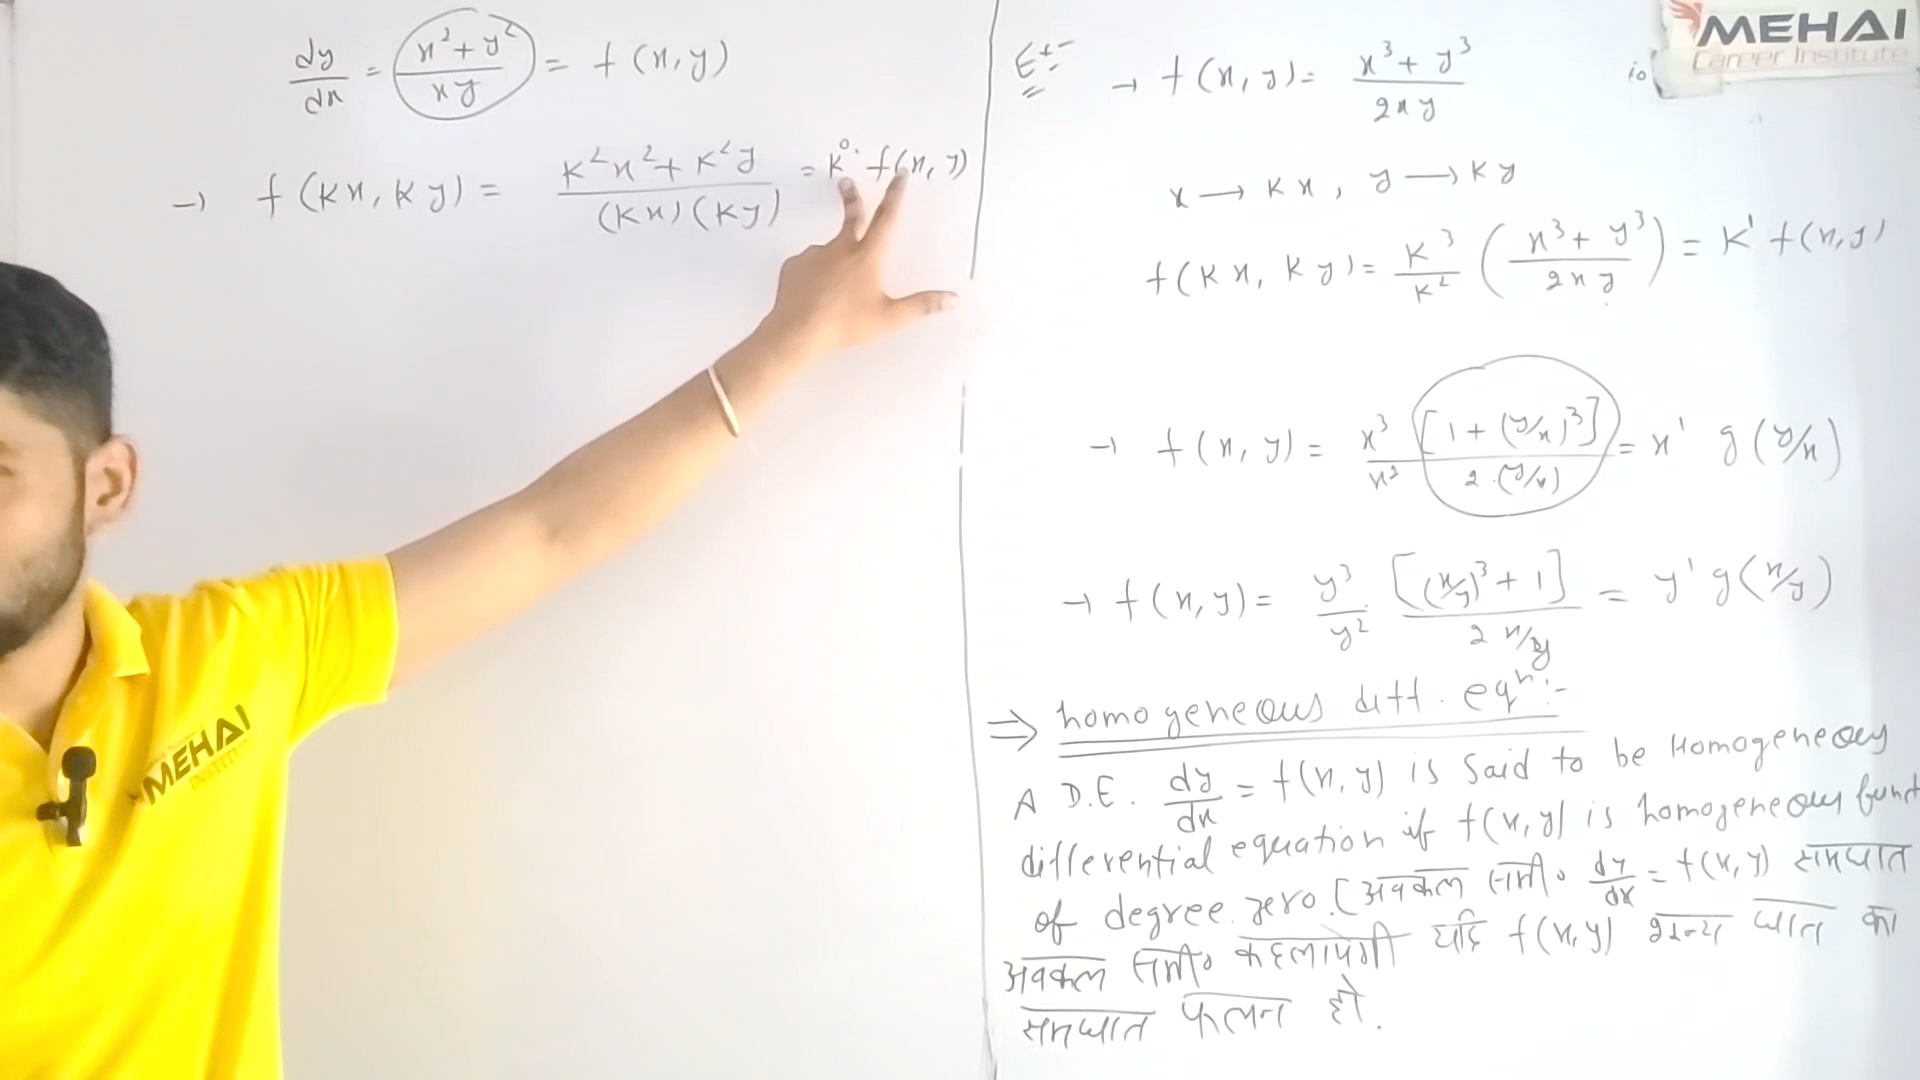 dy/dx = (x² + y²)/(xy) = f(x, y)
→ f(Kx, Ky) = (K²x² + K²y)/((Kx)(Ky)) = K⁰. f(x, y)
Ex:-
→ f(x, y) = (x³ + y³)/(2xy)
x → Kx, y → Ky
f(Kx, Ky) = K³/K² ((x³ + y³)/(2xy)) = K¹ f(x, y)
→ f(x, y) = x³/x² [1 + (y/x)³]/(2·(y/x)) = x¹ g(y/x)
→ f(x, y) = y³/y² [(x/y)³ + 1]/(2 x/y) = y¹ g(x/y)
⇒ homogeneous diff. eqⁿ:-
A D.E. dy/dx = f(x, y) is said to be Homogeneous
differential equation if f(x, y) is homogeneous funct
of degree zero. [अवकल समी० dy/dx = f(x, y) समघात
अवकल समी० कहलायेगी यदि f(x, y) शून्य घात का
समघात फलन हो.
MEHAI
Career Institute
MEHAI
INSTITUTE